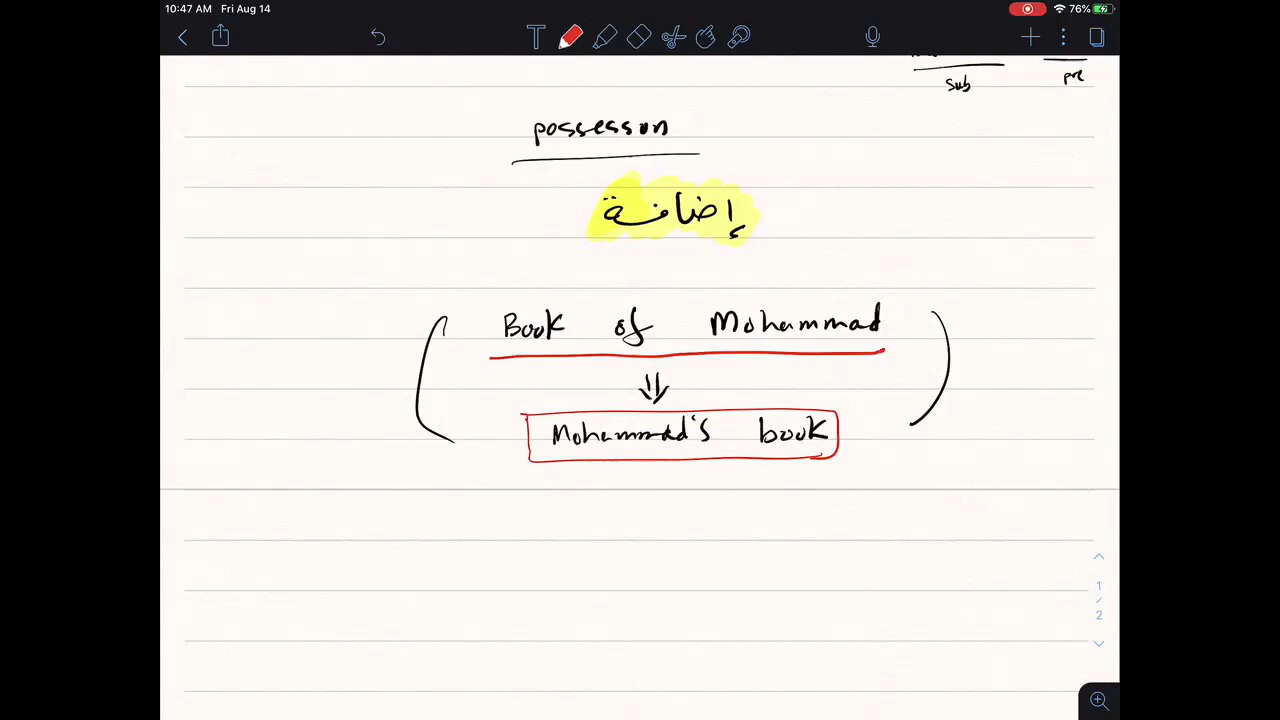 10:47 AM Fri Aug 14
76%
sub
pre
possesson
إضافة
Book of Mohammad
Mohammad's book
1
/
2